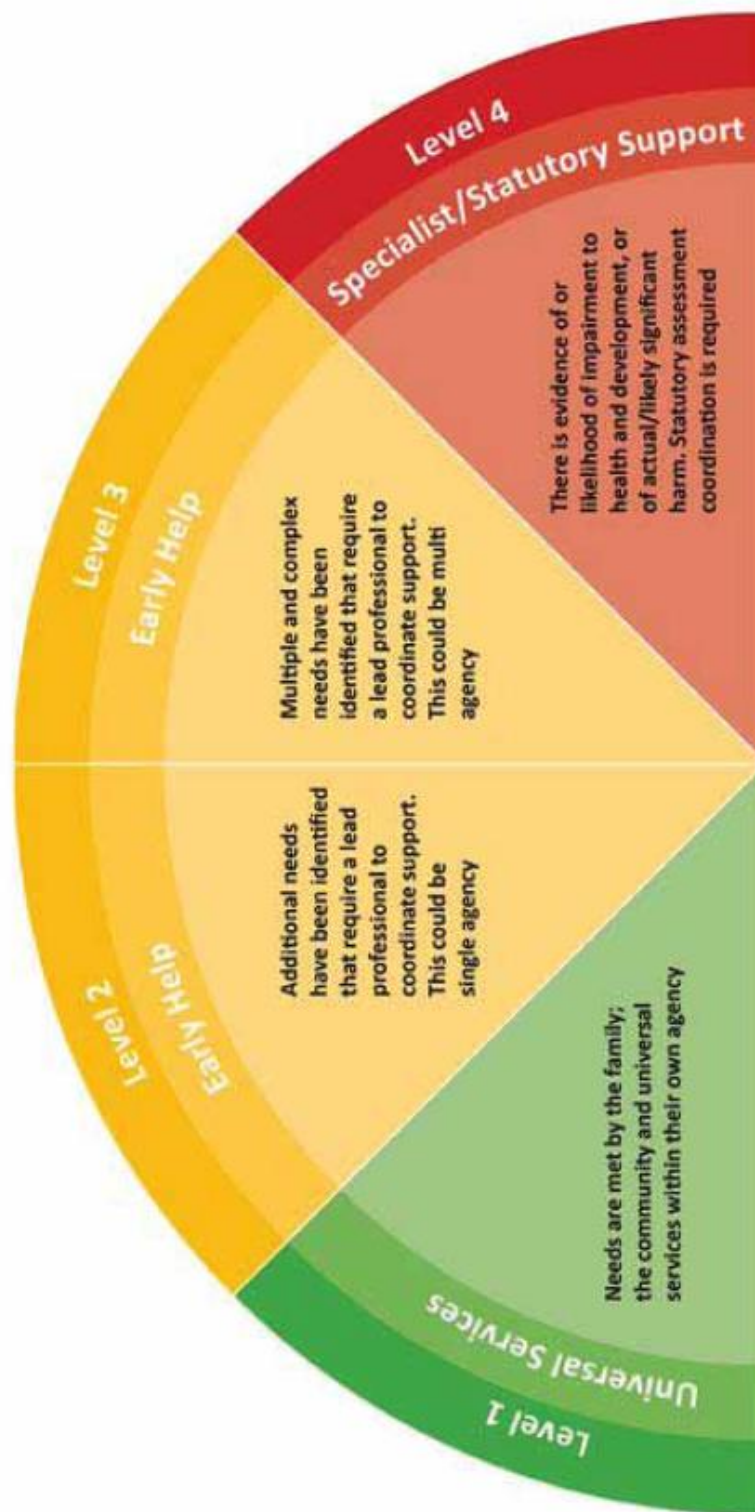 Level 1
Universal Services
Needs are met by the family;
the community and universal
services within their own agency
Level 2
Early Help
Additional needs
have been identified
that require a lead
professional to
coordinate support.
This could be
single agency
Level 3
Early Help
Multiple and complex
needs have been
identified that require
a lead professional to
coordinate support.
This could be multi
agency
Level 4
Specialist/Statutory Support
There is evidence of or
likelihood of impairment to
health and development, or
of actual/likely significant
harm. Statutory assessment
coordination is required